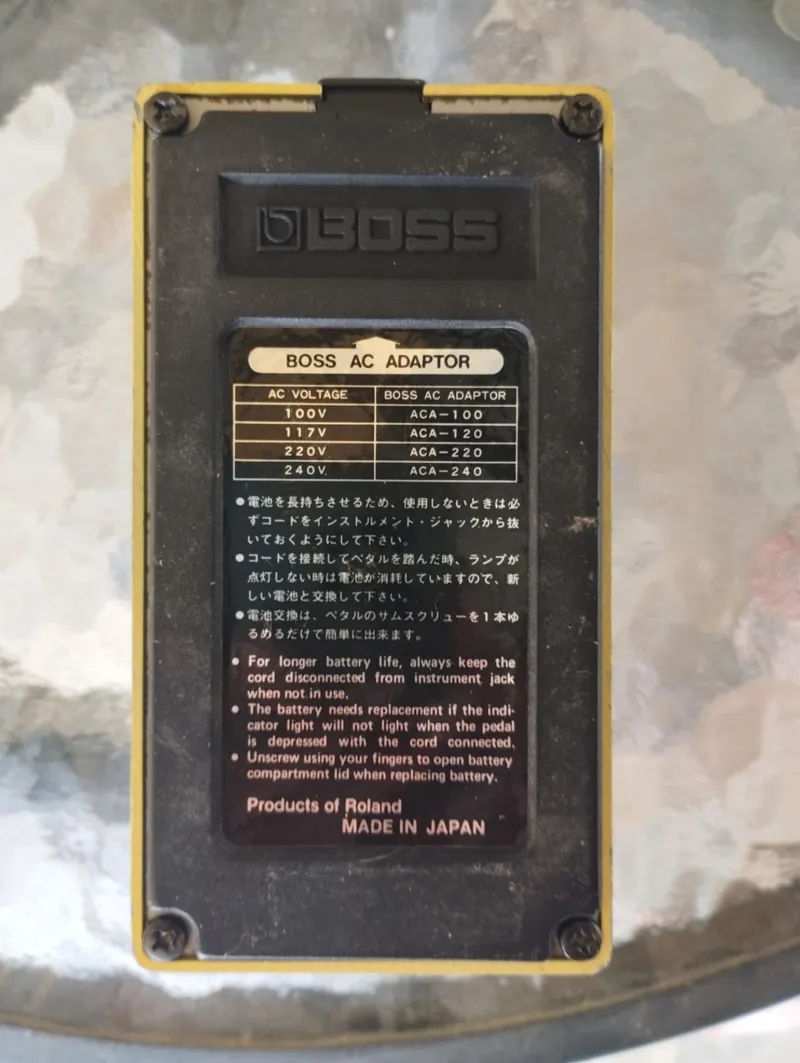 BOSS
BOSS AC ADAPTOR
AC VOLTAGE BOSS AC ADAPTOR
100V ACA-100
117V ACA-120
220V ACA-220
240V ACA-240
●電池を長持ちさせるため、使用しないときは必
ずコードをインストルメント・ジャックから抜
いておくようにして下さい。
●コードを接続してペタルを踏んだ時、ランプが
点灯しない時は電池が消耗していますので、新
しい電池と交換して下さい。
●電池交換は、ペタルのサムスクリューを1本ゆ
るめるだけで簡単に出来ます。
● For longer battery life, always keep the
cord disconnected from instrument jack
when not in use.
● The battery needs replacement if the indi-
cator light will not light when the pedal
is depressed with the cord connected.
● Unscrew using your fingers to open battery
compartment lid when replacing battery.
Products of Roland
MADE IN JAPAN